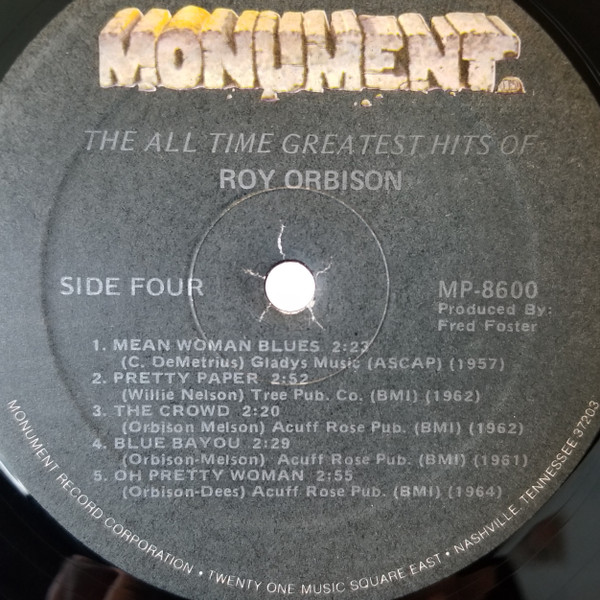 MONUMENT
THE ALL TIME GREATEST HITS OF
ROY ORBISON
SIDE FOUR
MP-8600
Produced By:
Fred Foster
1. MEAN WOMAN BLUES 2:23
(C. DeMetrius) Gladys Music (ASCAP) (1957)
2. PRETTY PAPER 2:52
(Willie Nelson) Tree Pub. Co. (BMI) (1962)
3. THE CROWD 2:20
(Orbison Melson) Acuff Rose Pub. (BMI) (1962)
4. BLUE BAYOU 2:29
(Orbison-Melson) Acuff Rose Pub. (BMI) (1961)
5. OH PRETTY WOMAN 2:55
(Orbison-Dees) Acuff Rose Pub. (BMI) (1964)
MONUMENT RECORD CORPORATION • TWENTY ONE MUSIC SQUARE EAST • NASHVILLE, TENNESSEE 37203